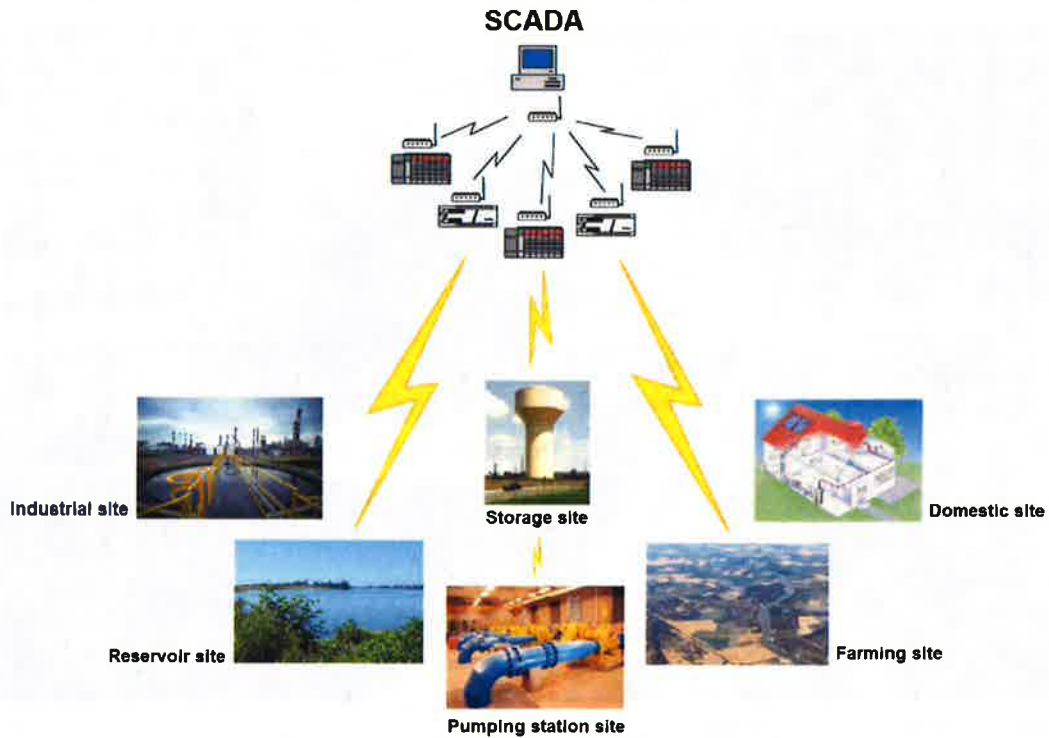 SCADA
Industrial site
Storage site
Domestic site
Reservoir site
Farming site
Pumping station site